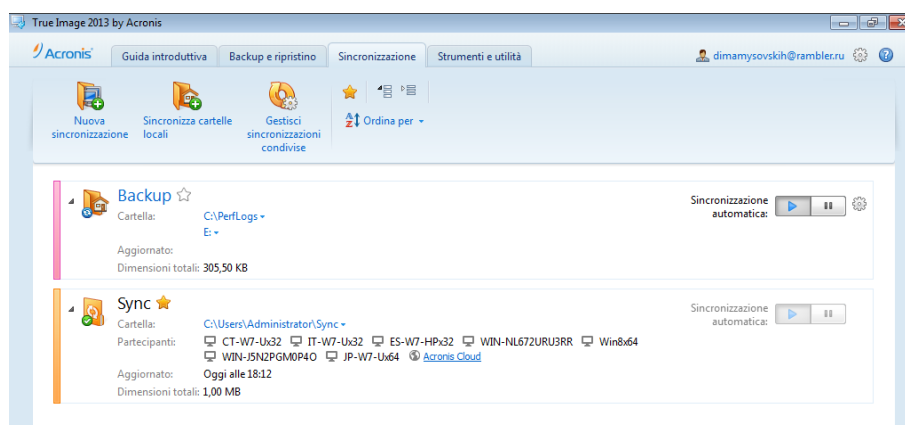 True Image 2013 by Acronis
Acronis
Guida introduttiva
Backup e ripristino
Sincronizzazione
Strumenti e utilità
dimamysovskih@rambler.ru
Nuova
sincronizzazione
Sincronizza cartelle
locali
Gestisci
sincronizzazioni
condivise
Ordina per
Backup
Cartella: C:\PerfLogs
E:
Aggiornato:
Dimensioni totali: 305,50 KB
Sincronizzazione
automatica:
Sync
Cartella: C:\Users\Administrator\Sync
Partecipanti: CT-W7-Ux32 IT-W7-Ux32 ES-W7-HPx32 WIN-NL672URU3RR Win8x64
WIN-J5N2PGM0P4O JP-W7-Ux64 Acronis Cloud
Aggiornato: Oggi alle 18:12
Dimensioni totali: 1,00 MB
Sincronizzazione
automatica: